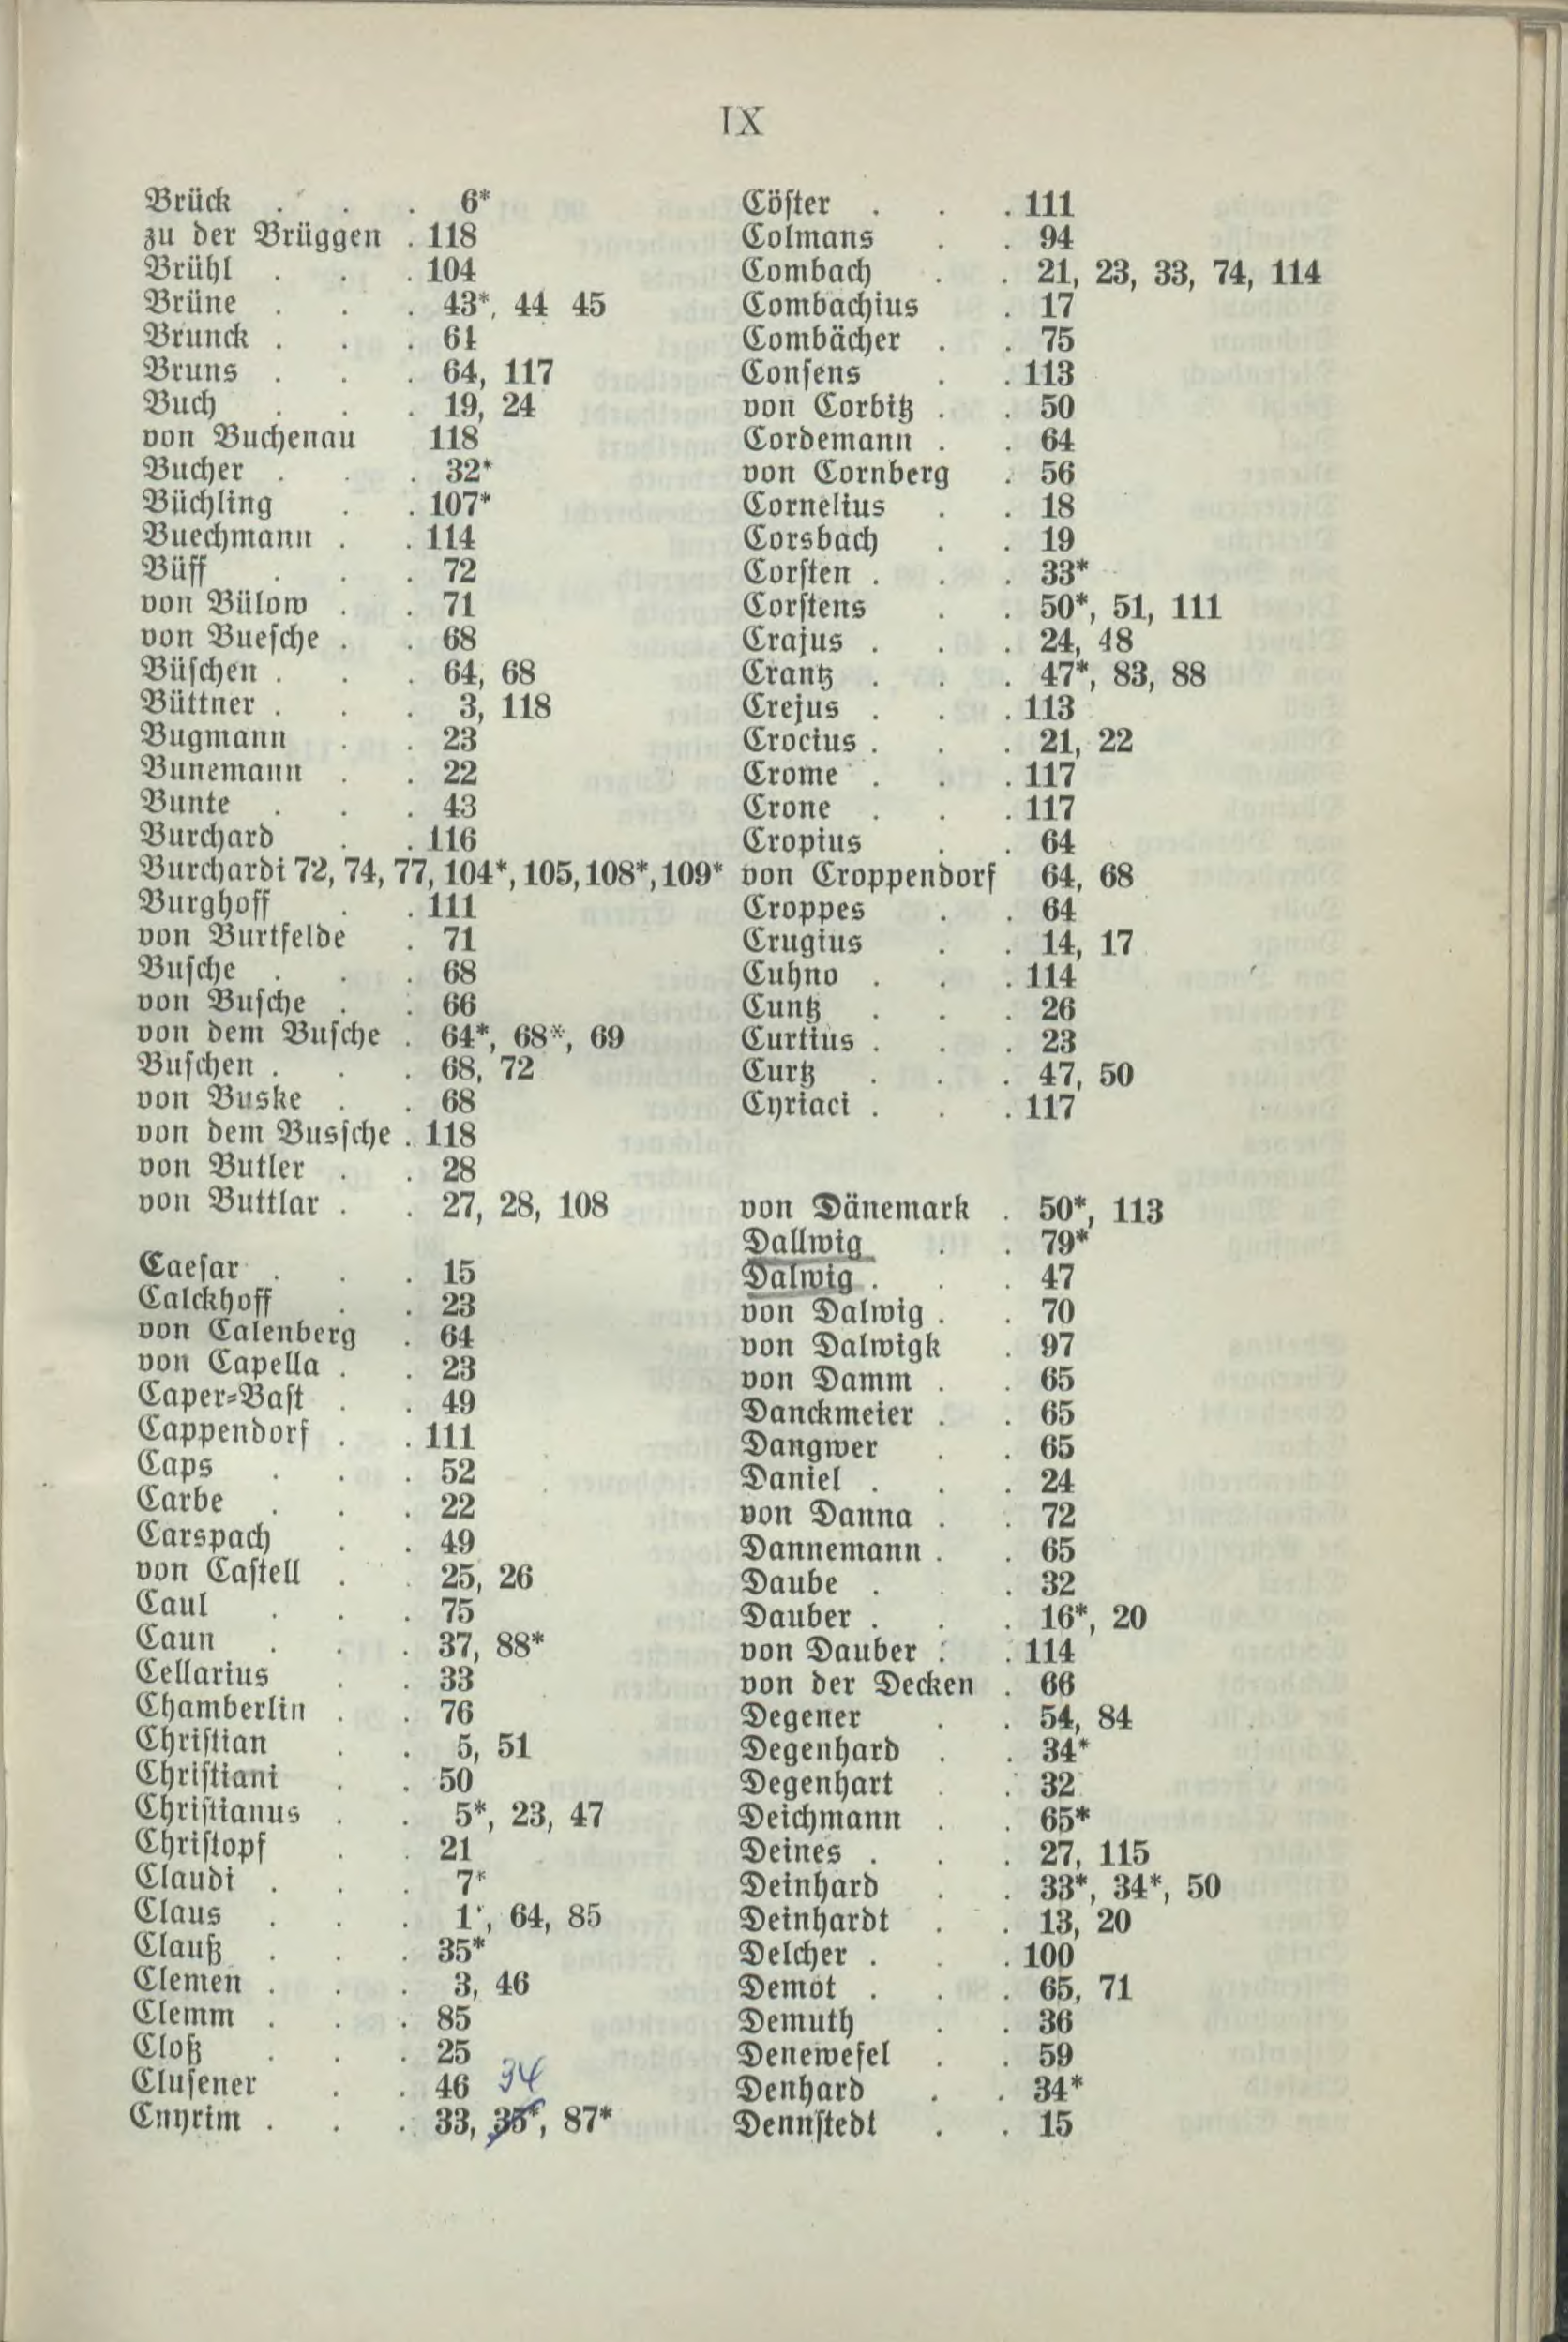 IX
Brück . . . 6*
zu der Brüggen . 118
Brühl . . . 104
Brüne . . . 43*, 44 45
Brunck . . . 61
Bruns . . . 64, 117
Buch . . . 19, 24
von Buchenau 118
Bucher . . . 32*
Büchling . . 107*
Buechmann . . 114
Büff . . . 72
von Bülow . . 71
von Buesche . . 68
Büschen . . . 64, 68
Büttner . . . 3, 118
Bugmann . . 23
Bunemann . . 22
Bunte . . . 43
Burchard . . 116
Burchardi 72, 74, 77, 104*, 105, 108*, 109*
Burghoff . . 111
von Burtfelde . 71
Busche . . . 68
von Busche . . 66
von dem Busche . 64*, 68*, 69
Buschen . . . 68, 72
von Buske . . 68
von dem Bussche . 118
von Butler . . 28
von Buttlar . . 27, 28, 108
Caesar . . . 15
Calckhoff . . 23
von Calenberg . 64
von Capella . . 23
Caper=Bast . . 49
Cappendorf . . 111
Caps . . . 52
Carbe . . . 22
Carspach . . 49
von Castell . . 25, 26
Caul . . . 75
Caun . . . 37, 88*
Cellarius . . 33
Chamberlin . . 76
Christian . . 5, 51
Christiani . . 50
Christianus . . 5*, 23, 47
Christopf . . 21
Claudi . . . 7*
Claus . . . 1*, 64, 85
Clauß . . . 35*
Clemen . . . 3, 46
Clemm . . . 85
Cloß . . . 25
Clusener . . 46 34
Cnyrim . . . 33, 35*, 87*
Cöster . . . 111
Colmans . . 94
Combach . . 21, 23, 33, 74, 114
Combachius . 17
Combächer . . 75
Consens . . 113
von Corbitz . . 50
Cordemann . . 64
von Cornberg . 56
Cornelius . . 18
Corsbach . . 19
Corsten . . . 33*
Corstens . . 50*, 51, 111
Crajus . . . 24, 48
Crantz . . . 47*, 83, 88
Crejus . . . 113
Crocius . . . 21, 22
Crome . . . 117
Crone . . . 117
Cropius . . 64
von Croppendorf 64, 68
Croppes . . 64
Crugius . . 14, 17
Cuhno . . . 114
Cuntz . . . 26
Curtius . . . 23
Curtz . . . 47, 50
Cyriaci . . . 117
von Dänemark . 50*, 113
Dallwig . . 79*
Dalwig . . . 47
von Dalwig . . 70
von Dalwigk . 97
von Damm . . 65
Danckmeier . . 65
Dangwer . . 65
Daniel . . . 24
von Danna . . 72
Dannemann . . 65
Daube . . . 32
Dauber . . . 16*, 20
von Dauber . . 114
von der Decken . 66
Degener . . 54, 84
Degenhard . . 34*
Degenhart . . 32
Deichmann . . 65*
Deines . . . 27, 115
Deinhard . . 33*, 34*, 50
Deinhardt . . 13, 20
Delcher . . . 100
Demot . . . 65, 71
Demuth . . 36
Denewesel . . 59
Denhard . . 34*
Dennstedt . . 15